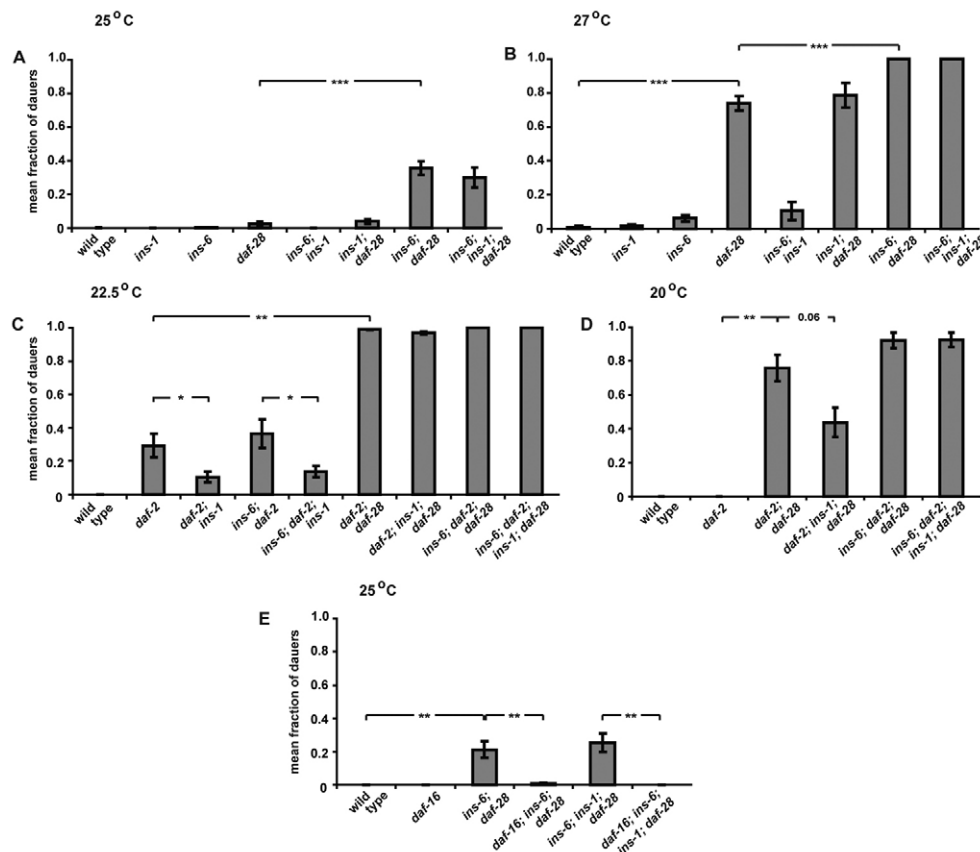 25 °C
A
mean fraction of dauers
1.0
0.8
0.6
0.4
0.2
0
***
wild type
ins-1
ins-6
daf-28
ins-6; ins-1
ins-1; daf-28
ins-6; daf-28
ins-6; ins-1; daf-28
27 °C
B
1.0
0.8
0.6
0.4
0.2
0
***
***
wild type
ins-1
ins-6
daf-28
ins-6; ins-1
ins-1; daf-28
ins-6; daf-28
ins-6; ins-1; daf-28
22.5 °C
C
mean fraction of dauers
1.0
0.8
0.6
0.4
0.2
0
**
*
*
wild type
daf-2
daf-2; ins-1
ins-6; daf-2
ins-6; daf-2; ins-1
daf-2; daf-28
daf-2; ins-1; daf-28
ins-6; daf-2; daf-28
ins-6; daf-2; ins-1; daf-28
20 °C
D
1.0
0.8
0.6
0.4
0.2
0
**
0.06
wild type
daf-2
daf-2; daf-28
daf-2; ins-1; daf-28
ins-6; daf-2; daf-28
ins-6; daf-2; ins-1; daf-28
25 °C
E
mean fraction of dauers
1.0
0.8
0.6
0.4
0.2
0
**
**
**
wild type
daf-16
ins-6; daf-28
daf-16; ins-6; daf-28
ins-6; ins-1; daf-28
daf-16; ins-6; ins-1; daf-28